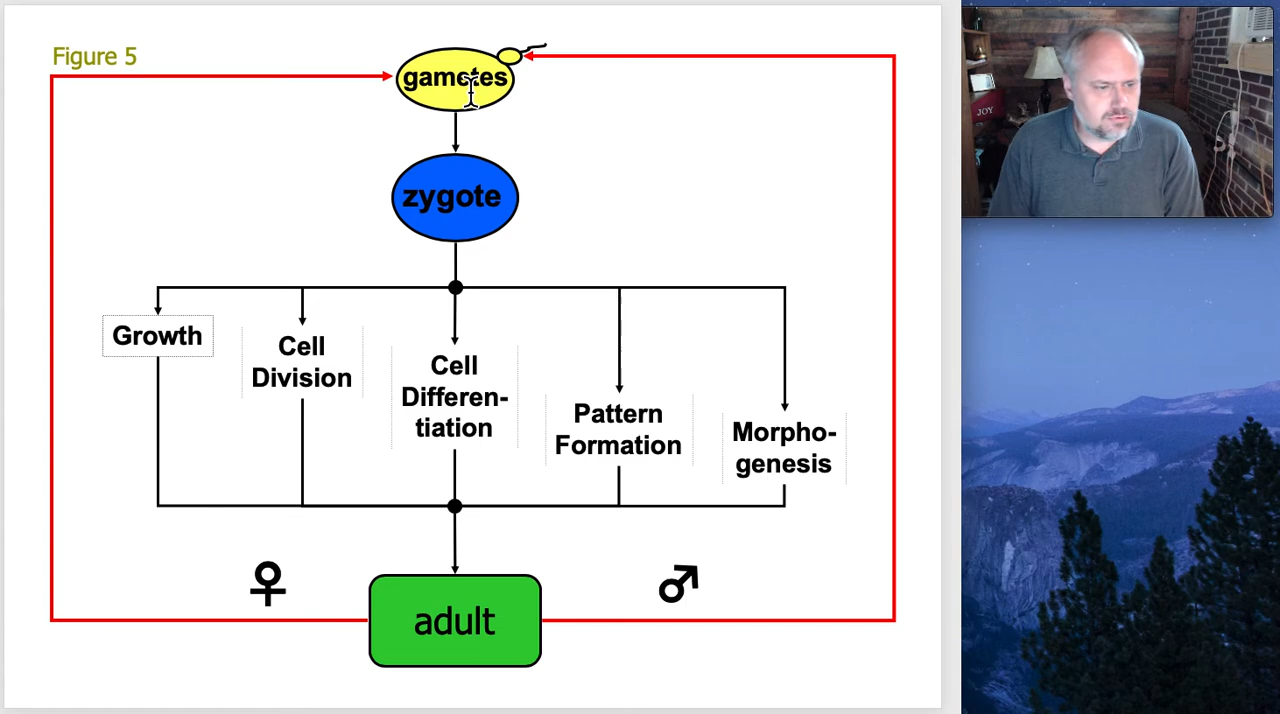 Figure 5
gametes
zygote
Growth
Cell
Division
Cell
Differen-
tiation
Pattern
Formation
Morpho-
genesis
♀
♂
adult
JOY